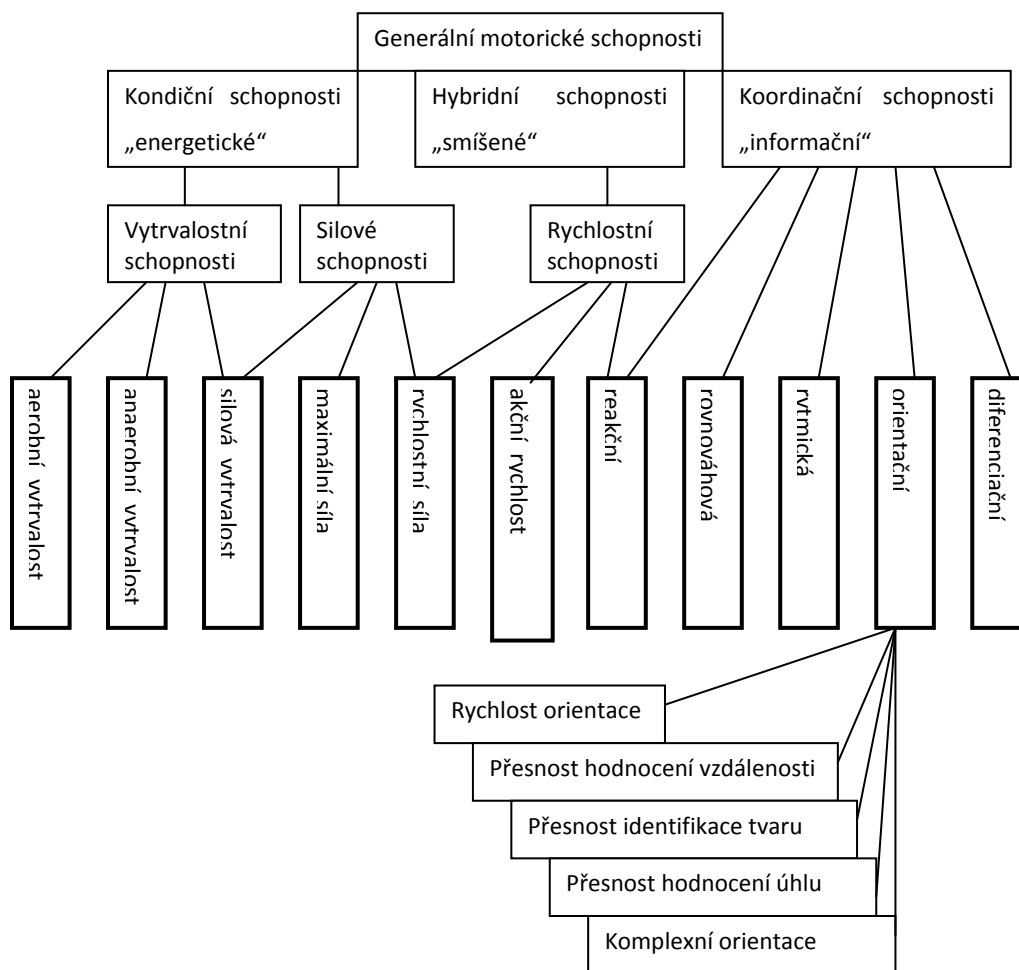 Generální motorické schopnosti
Kondiční schopnosti
„energetické“
Hybridní schopnosti
„smíšené“
Koordinační schopnosti
„informační“
Vytrvalostní
schopnosti
Silové
schopnosti
Rychlostní
schopnosti
aerobní vytrvalost
anaerobní vytrvalost
silová vytrvalost
maximální síla
rychlostní síla
akční rychlost
reakční
rovnováhová
rytmická
orientační
diferenciační
Rychlost orientace
Přesnost hodnocení vzdálenosti
Přesnost identifikace tvaru
Přesnost hodnocení úhlu
Komplexní orientace